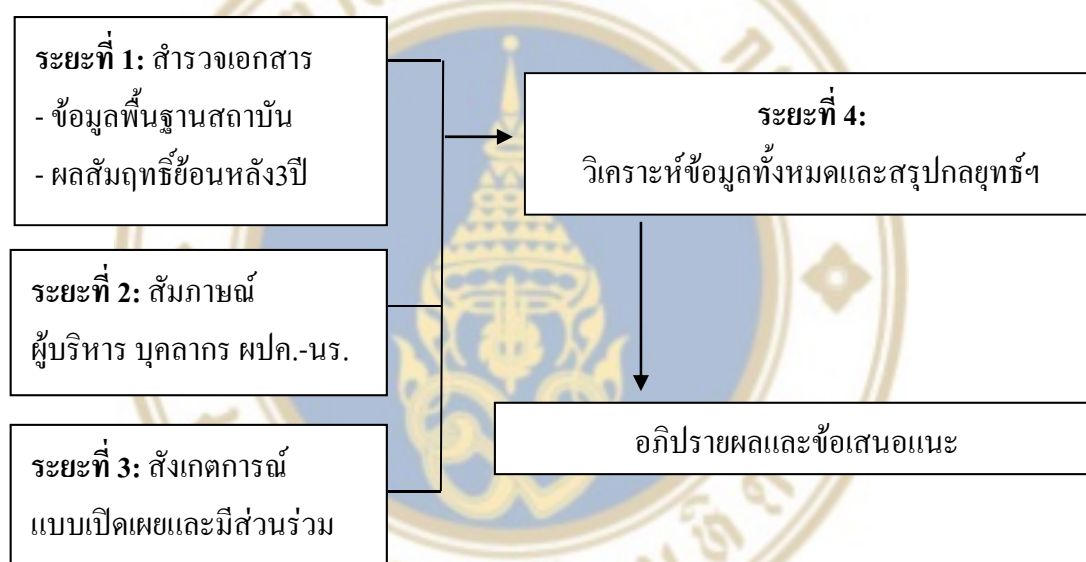 ระยะที่ 1: สำรวจเอกสาร
- ข้อมูลพื้นฐานสถาบัน
- ผลสัมฤทธิ์ย้อนหลัง3ปี
ระยะที่ 2: สัมภาษณ์
ผู้บริหาร บุคลากร ผปค.-นร.
ระยะที่ 3: สังเกตการณ์
แบบเปิดเผยและมีส่วนร่วม
ระยะที่ 4:
วิเคราะห์ข้อมูลทั้งหมดและสรุปกลยุทธ์ฯ
อภิปรายผลและข้อเสนอแนะ